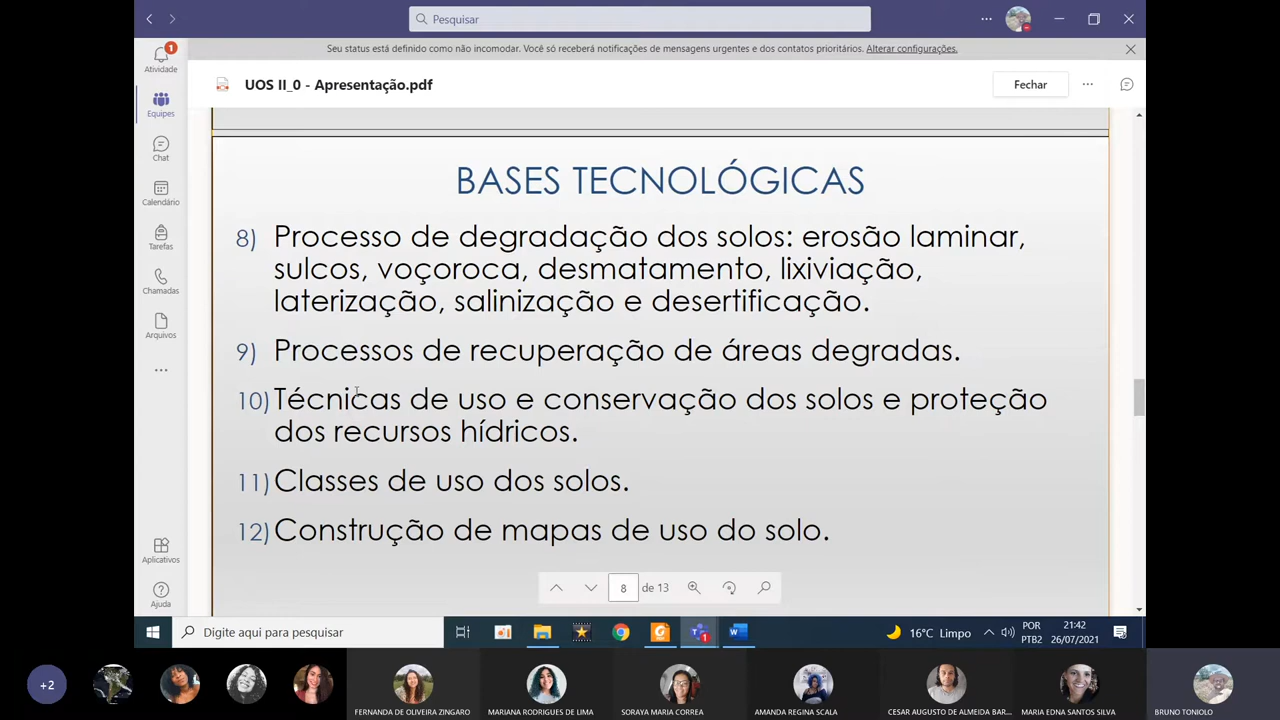 Pesquisar
Seu status está definido como não incomodar. Você só receberá notificações de mensagens urgentes e dos contatos prioritários. Alterar configurações.
1
Atividade
Equipes
Chat
Calendário
Tarefas
Chamadas
Arquivos
Aplicativos
Ajuda
UOS II_0 - Apresentação.pdf
Fechar
BASES TECNOLÓGICAS
8) Processo de degradação dos solos: erosão laminar,
sulcos, voçoroca, desmatamento, lixiviação,
laterização, salinização e desertificação.
9) Processos de recuperação de áreas degradas.
10) Técnicas de uso e conservação dos solos e proteção
dos recursos hídricos.
11) Classes de uso dos solos.
12) Construção de mapas de uso do solo.
8 de 13
Digite aqui para pesquisar
1
16°C Limpo
POR
PTB2
21:42
26/07/2021
+2
FERNANDA DE OLIVEIRA ZINGARO
MARIANA RODRIGUES DE LIMA
SORAYA MARIA CORREA
AMANDA REGINA SCALA
CESAR AUGUSTO DE ALMEIDA BAR...
MARIA EDNA SANTOS SILVA
BRUNO TONIOLO